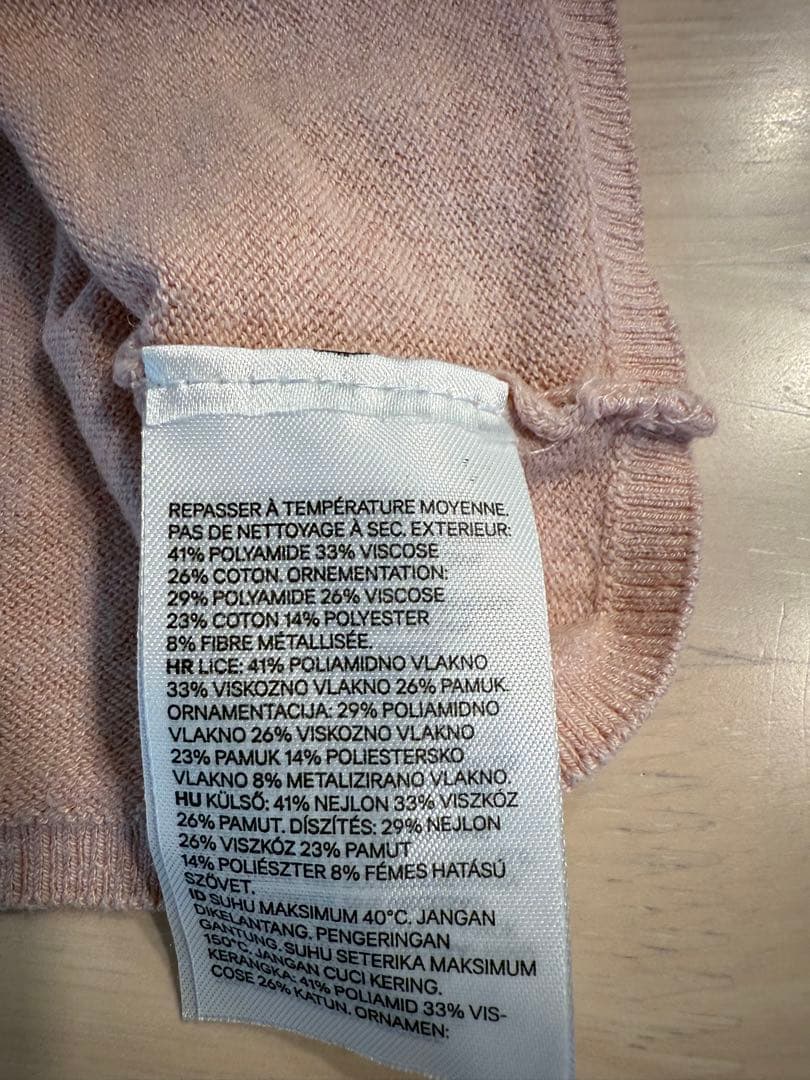 REPASSER À TEMPÉRATURE MOYENNE.
PAS DE NETTOYAGE À SEC. EXTERIEUR:
41% POLYAMIDE 33% VISCOSE
26% COTON. ORNEMENTATION:
29% POLYAMIDE 26% VISCOSE
23% COTON 14% POLYESTER
8% FIBRE MÉTALLISÉE.
HR LICE: 41% POLIAMIDNO VLAKNO
33% VISKOZNO VLAKNO 26% PAMUK.
ORNAMENTACIJA: 29% POLIAMIDNO
VLAKNO 26% VISKOZNO VLAKNO
23% PAMUK 14% POLIESTERSKO
VLAKNO 8% METALIZIRANO VLAKNO.
HU KÜLSŐ: 41% NEJLON 33% VISZKÓZ
26% PAMUT. DÍSZÍTÉS: 29% NEJLON
26% VISZKÓZ 23% PAMUT
14% POLIÉSZTER 8% FÉMES HATÁSÚ
SZÖVET.
ID SUHU MAKSIMUM 40°C. JANGAN
DIKELANTANG. PENGERINGAN
GANTUNG. SUHU SETERIKA MAKSIMUM
150°C. JANGAN CUCI KERING.
KERANGKA: 41% POLIAMID 33% VIS-
COSE 26% KATUN. ORNAMEN: